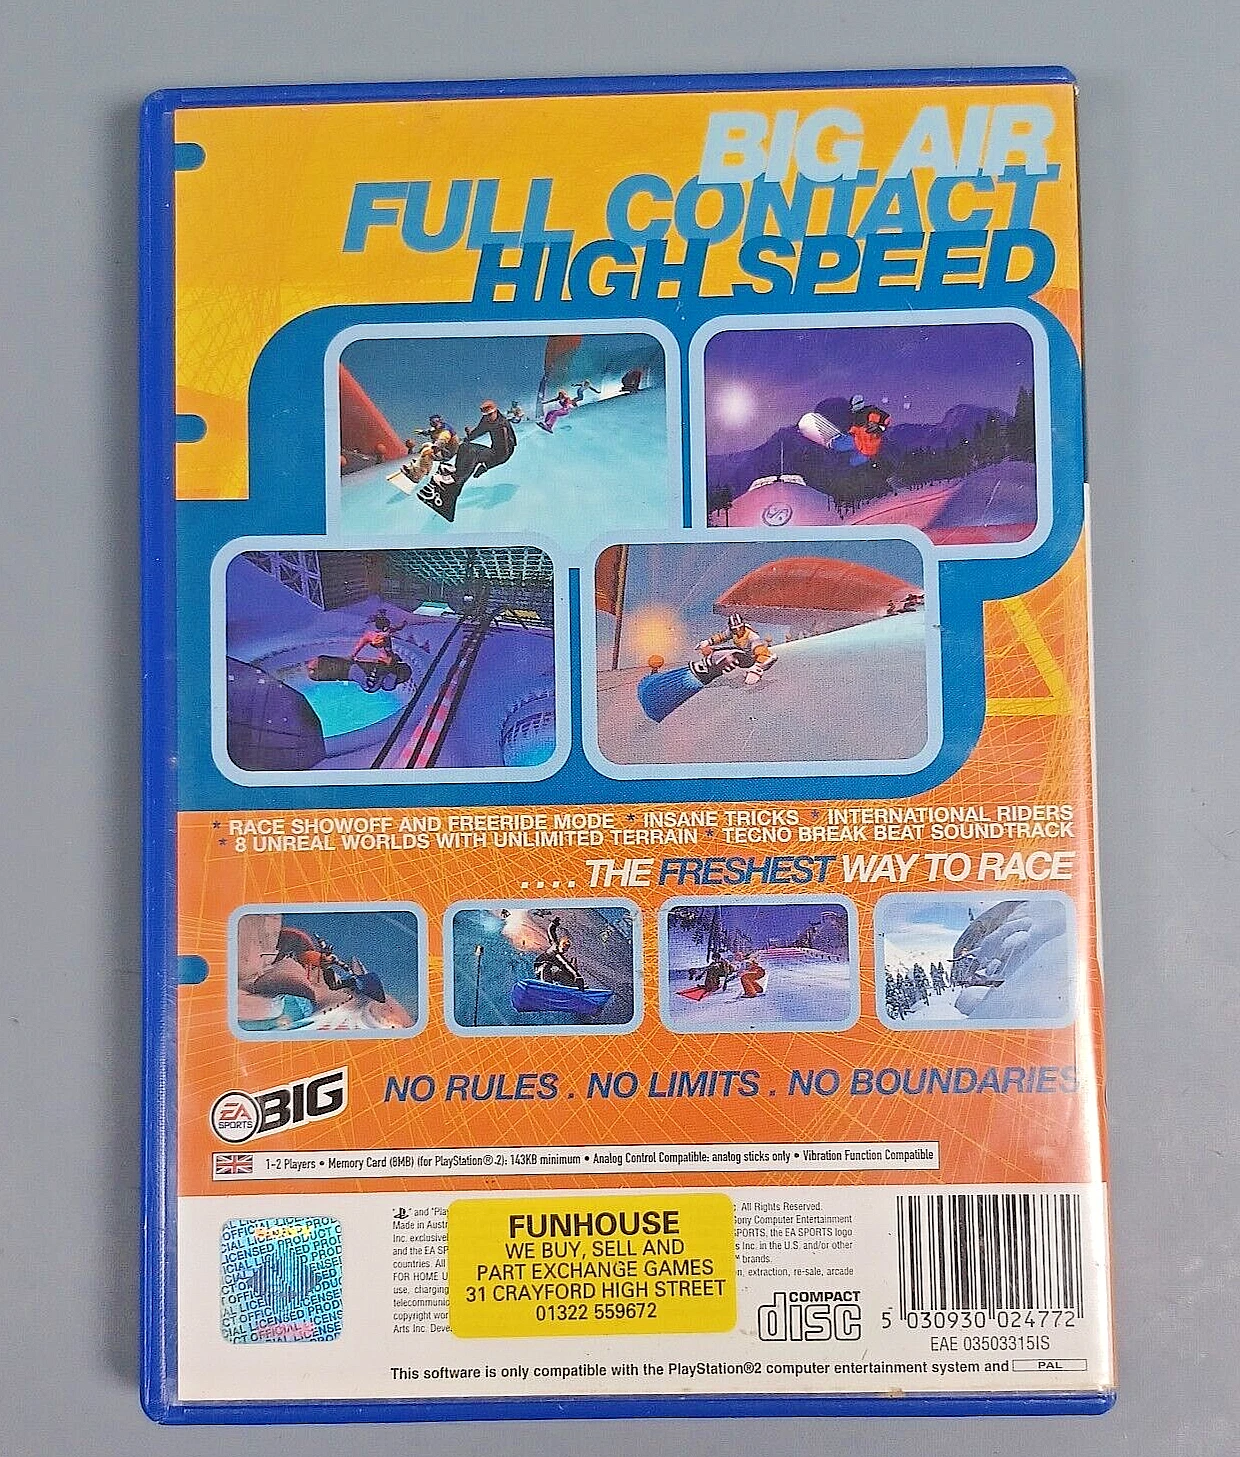 BIG AIR
FULL CONTACT
HIGH SPEED
* RACE SHOWOFF AND FREERIDE MODE * INSANE TRICKS * INTERNATIONAL RIDERS
* 8 UNREAL WORLDS WITH UNLIMITED TERRAIN * TECNO BREAK BEAT SOUNDTRACK
.... THE FRESHEST WAY TO RACE
EA SPORTS BIG
NO RULES . NO LIMITS . NO BOUNDARIES
1-2 Players • Memory Card (8MB) (for PlayStation®2): 143KB minimum • Analog Control Compatible: analog sticks only • Vibration Function Compatible
OFFICIAL LICENSED PRODUCT
and "Play
All Rights Reserved.
Made in Austr
Sony Computer Entertainment
Inc. exclusivel
SPORTS, the EA SPORTS logo
and the EA SP
Inc. in the U.S. and/or other
countries. All
brands.
FOR HOME U
extraction, re-sale, arcade
use, charging
telecommunic
copyright wor
Arts Inc. Deve
FUNHOUSE
WE BUY, SELL AND
PART EXCHANGE GAMES
31 CRAYFORD HIGH STREET
01322 559672
COMPACT
disc
5 030930 024772
EAE 03503315IS
This software is only compatible with the PlayStation®2 computer entertainment system and PAL